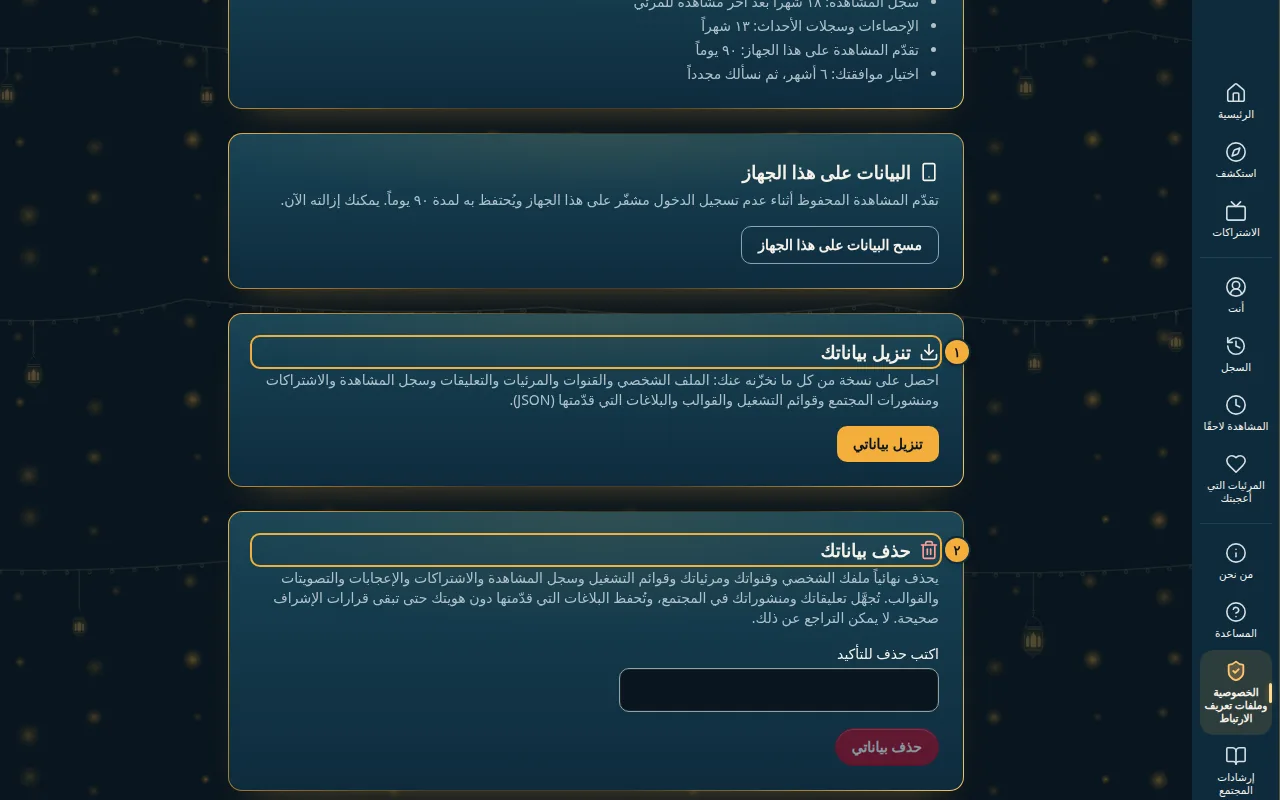 سجل المشاهدة: ١٨ شهراً بعد آخر مشاهدة للمرئي
الإحصاءات وسجلات الأحداث: ١٣ شهراً
تقدّم المشاهدة على هذا الجهاز: ٩٠ يوماً
اختيار موافقتك: ٦ أشهر، ثم نسألك مجدداً
البيانات على هذا الجهاز
تقدّم المشاهدة المحفوظ أثناء عدم تسجيل الدخول مشفّر على هذا الجهاز ويُحتفظ به لمدة ٩٠ يوماً. يمكنك إزالته الآن.
مسح البيانات على هذا الجهاز
١
تنزيل بياناتك
احصل على نسخة من كل ما نخزّنه عنك: الملف الشخصي والقنوات والمرئيات والتعليقات وسجل المشاهدة والاشتراكات
ومنشورات المجتمع وقوائم التشغيل والقوالب والبلاغات التي قدّمتها (JSON).
تنزيل بياناتي
٢
حذف بياناتك
يحذف نهائياً ملفك الشخصي وقنواتك ومرئياتك وقوائم التشغيل وسجل المشاهدة والاشتراكات والإعجابات والتصويتات
والقوالب. تُجهَّل تعليقاتك ومنشوراتك في المجتمع، وتُحفظ البلاغات التي قدّمتها دون هويتك حتى تبقى قرارات الإشراف
صحيحة. لا يمكن التراجع عن ذلك.
اكتب حذف للتأكيد
حذف بياناتي
الرئيسية
استكشف
الاشتراكات
أنت
السجل
المشاهدة لاحقًا
المرئيات التي
أعجبتك
من نحن
المساعدة
الخصوصية
وملفات تعريف
الارتباط
إرشادات
المجتمع